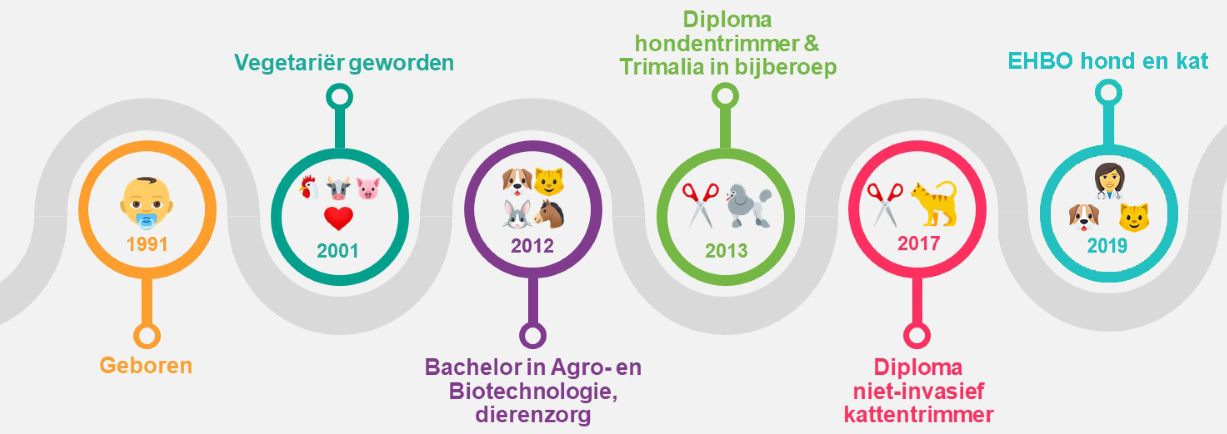 1991
Geboren
Vegetariër geworden
2001
2012
Bachelor in Agro- en
Biotechnologie,
dierenzorg
Diploma
hondentrimmer &
Trimalia in bijberoep
2013
2017
Diploma
niet-invasief
kattentrimmer
EHBO hond en kat
2019